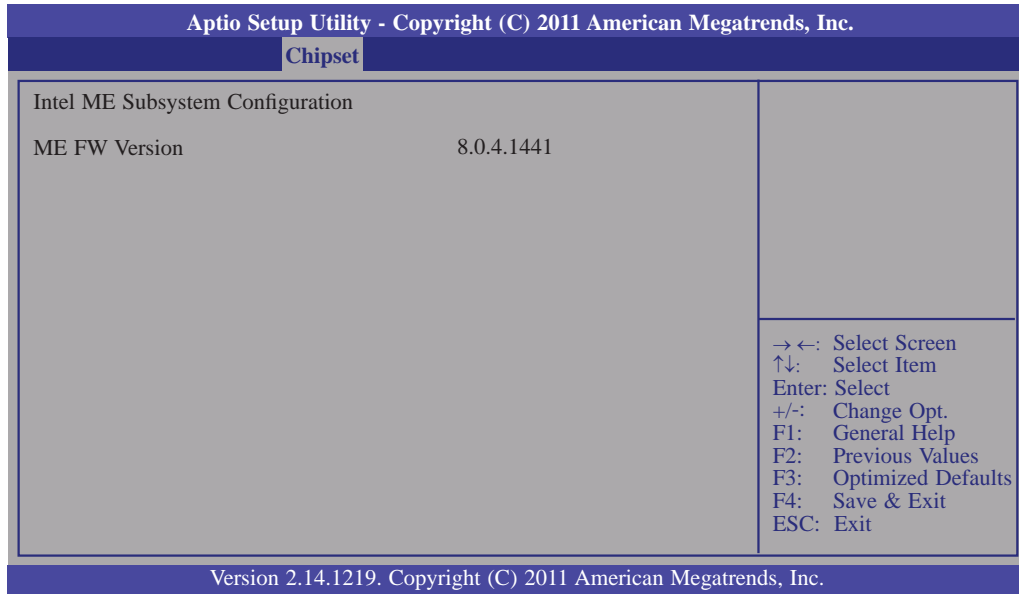 Aptio Setup Utility - Copyright (C) 2011 American Megatrends, Inc.
Chipset
Intel ME Subsystem Configuration
ME FW Version 8.0.4.1441
→ ←: Select Screen
↑↓: Select Item
Enter: Select
+/-: Change Opt.
F1: General Help
F2: Previous Values
F3: Optimized Defaults
F4: Save & Exit
ESC: Exit
Version 2.14.1219. Copyright (C) 2011 American Megatrends, Inc.